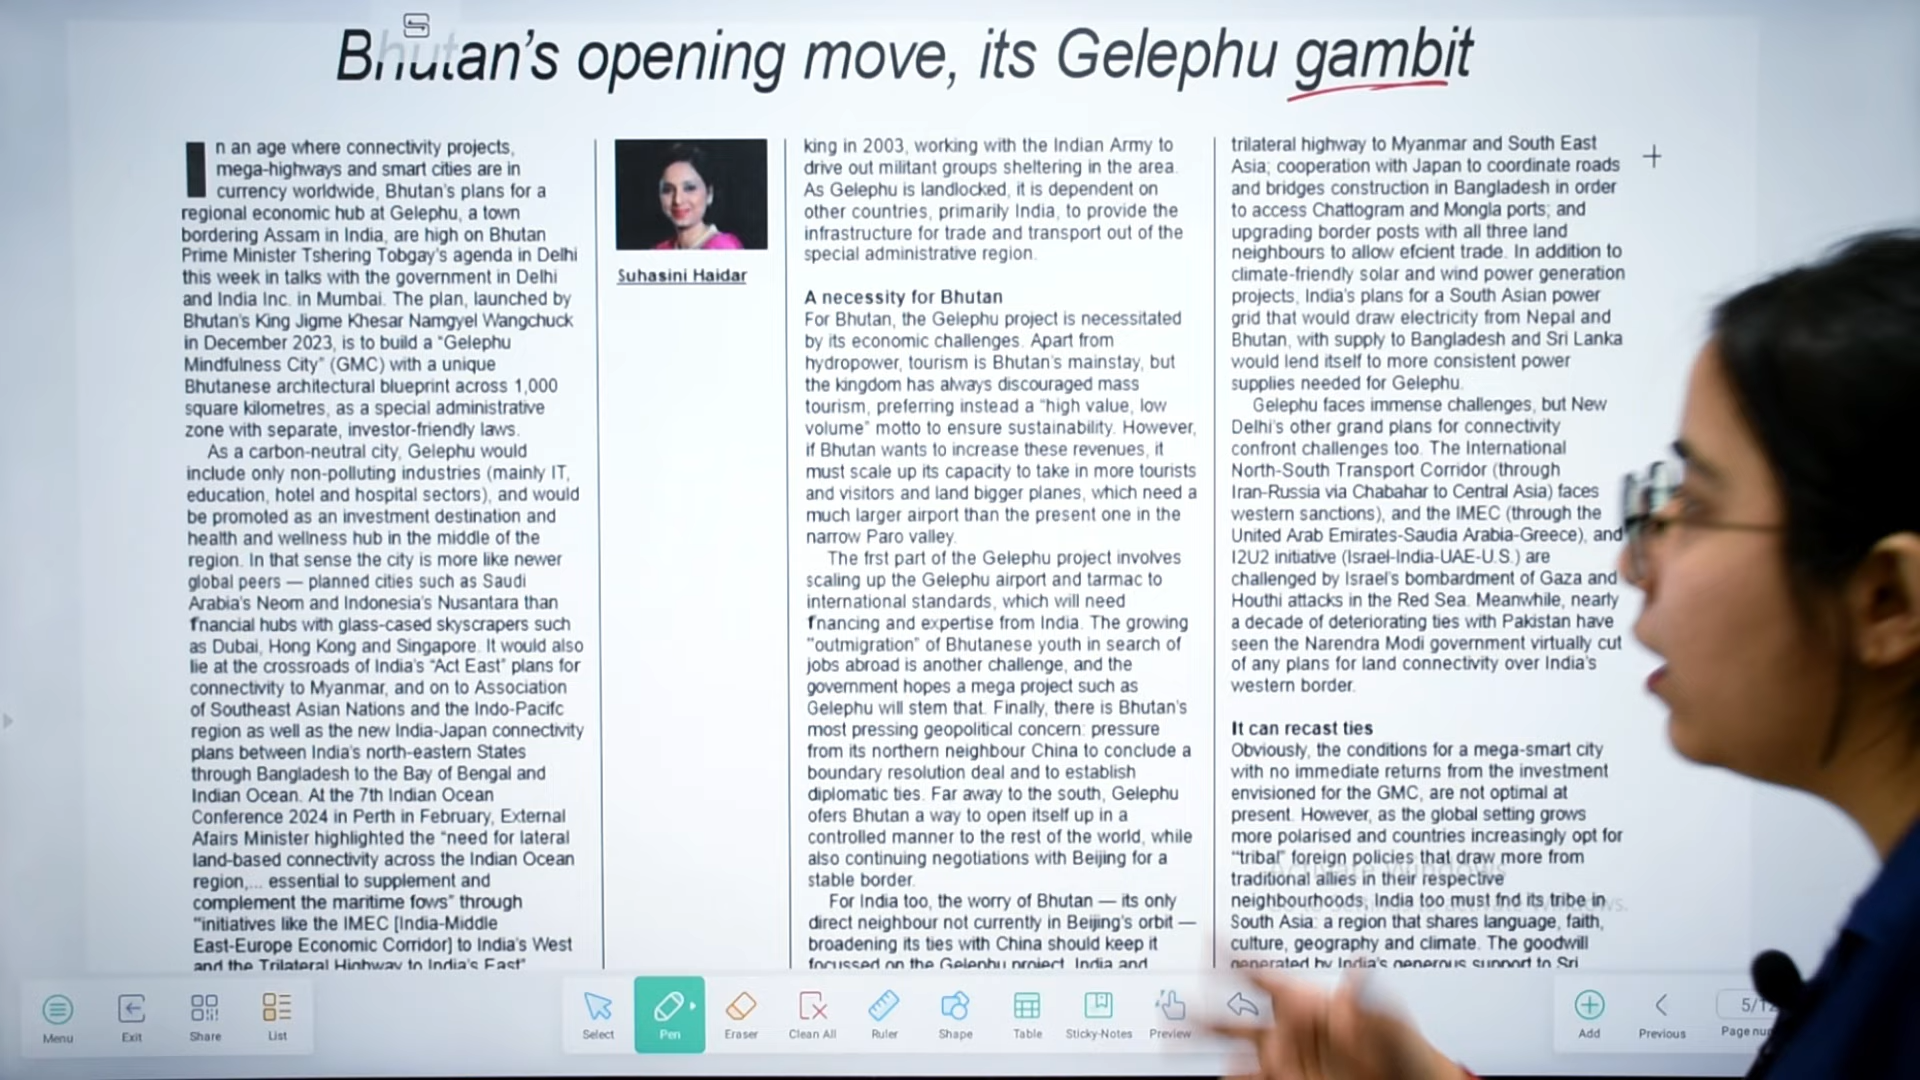 Bhutan's opening move, its Gelephu gambit
In an age where connectivity projects,
mega-highways and smart cities are in
currency worldwide, Bhutan's plans for a
regional economic hub at Gelephu, a town
bordering Assam in India, are high on Bhutan
Prime Minister Tshering Tobgay's agenda in Delhi
this week in talks with the government in Delhi
and India Inc. in Mumbai. The plan, launched by
Bhutan's King Jigme Khesar Namgyel Wangchuck
in December 2023, is to build a "Gelephu
Mindfulness City" (GMC) with a unique
Bhutanese architectural blueprint across 1,000
square kilometres, as a special administrative
zone with separate, investor-friendly laws.
As a carbon-neutral city, Gelephu would
include only non-polluting industries (mainly IT,
education, hotel and hospital sectors), and would
be promoted as an investment destination and
health and wellness hub in the middle of the
region. In that sense the city is more like newer
global peers — planned cities such as Saudi
Arabia's Neom and Indonesia's Nusantara than
fnancial hubs with glass-cased skyscrapers such
as Dubai, Hong Kong and Singapore. It would also
lie at the crossroads of India's "Act East" plans for
connectivity to Myanmar, and on to Association
of Southeast Asian Nations and the Indo-Pacifc
region as well as the new India-Japan connectivity
plans between India's north-eastern States
through Bangladesh to the Bay of Bengal and
Indian Ocean. At the 7th Indian Ocean
Conference 2024 in Perth in February, External
Afairs Minister highlighted the "need for lateral
land-based connectivity across the Indian Ocean
region,... essential to supplement and
complement the maritime fows" through
"initiatives like the IMEC [India-Middle
East-Europe Economic Corridor] to India's West
and the Trilateral Highway to India's East"
Suhasini Haidar
king in 2003, working with the Indian Army to
drive out militant groups sheltering in the area.
As Gelephu is landlocked, it is dependent on
other countries, primarily India, to provide the
infrastructure for trade and transport out of the
special administrative region.
A necessity for Bhutan
For Bhutan, the Gelephu project is necessitated
by its economic challenges. Apart from
hydropower, tourism is Bhutan's mainstay, but
the kingdom has always discouraged mass
tourism, preferring instead a "high value, low
volume" motto to ensure sustainability. However,
if Bhutan wants to increase these revenues, it
must scale up its capacity to take in more tourists
and visitors and land bigger planes, which need a
much larger airport than the present one in the
narrow Paro valley.
The frst part of the Gelephu project involves
scaling up the Gelephu airport and tarmac to
international standards, which will need
fnancing and expertise from India. The growing
"outmigration" of Bhutanese youth in search of
jobs abroad is another challenge, and the
government hopes a mega project such as
Gelephu will stem that. Finally, there is Bhutan's
most pressing geopolitical concern: pressure
from its northern neighbour China to conclude a
boundary resolution deal and to establish
diplomatic ties. Far away to the south, Gelephu
ofers Bhutan a way to open itself up in a
controlled manner to the rest of the world, while
also continuing negotiations with Beijing for a
stable border.
For India too, the worry of Bhutan — its only
direct neighbour not currently in Beijing's orbit —
broadening its ties with China should keep it
focussed on the Gelephu project. India and
trilateral highway to Myanmar and South East
Asia; cooperation with Japan to coordinate roads
and bridges construction in Bangladesh in order
to access Chattogram and Mongla ports; and
upgrading border posts with all three land
neighbours to allow efcient trade. In addition to
climate-friendly solar and wind power generation
projects, India's plans for a South Asian power
grid that would draw electricity from Nepal and
Bhutan, with supply to Bangladesh and Sri Lanka
would lend itself to more consistent power
supplies needed for Gelephu.
Gelephu faces immense challenges, but New
Delhi's other grand plans for connectivity
confront challenges too. The International
North-South Transport Corridor (through
Iran-Russia via Chabahar to Central Asia) faces
western sanctions), and the IMEC (through the
United Arab Emirates-Saudia Arabia-Greece), and
I2U2 initiative (Israel-India-UAE-U.S.) are
challenged by Israel's bombardment of Gaza and
Houthi attacks in the Red Sea. Meanwhile, nearly
a decade of deteriorating ties with Pakistan have
seen the Narendra Modi government virtually cut
of any plans for land connectivity over India's
western border.
It can recast ties
Obviously, the conditions for a mega-smart city
with no immediate returns from the investment
envisioned for the GMC, are not optimal at
present. However, as the global setting grows
more polarised and countries increasingly opt for
"tribal" foreign policies that draw more from
traditional allies in their respective
neighbourhoods, India too must fnd its tribe in
South Asia: a region that shares language, faith,
culture, geography and climate. The goodwill
generated by India's generous support to Sri
Menu Exit Share List
Select Pen Eraser Clean All Ruler Shape Table Sticky-Notes Preview
Add Previous